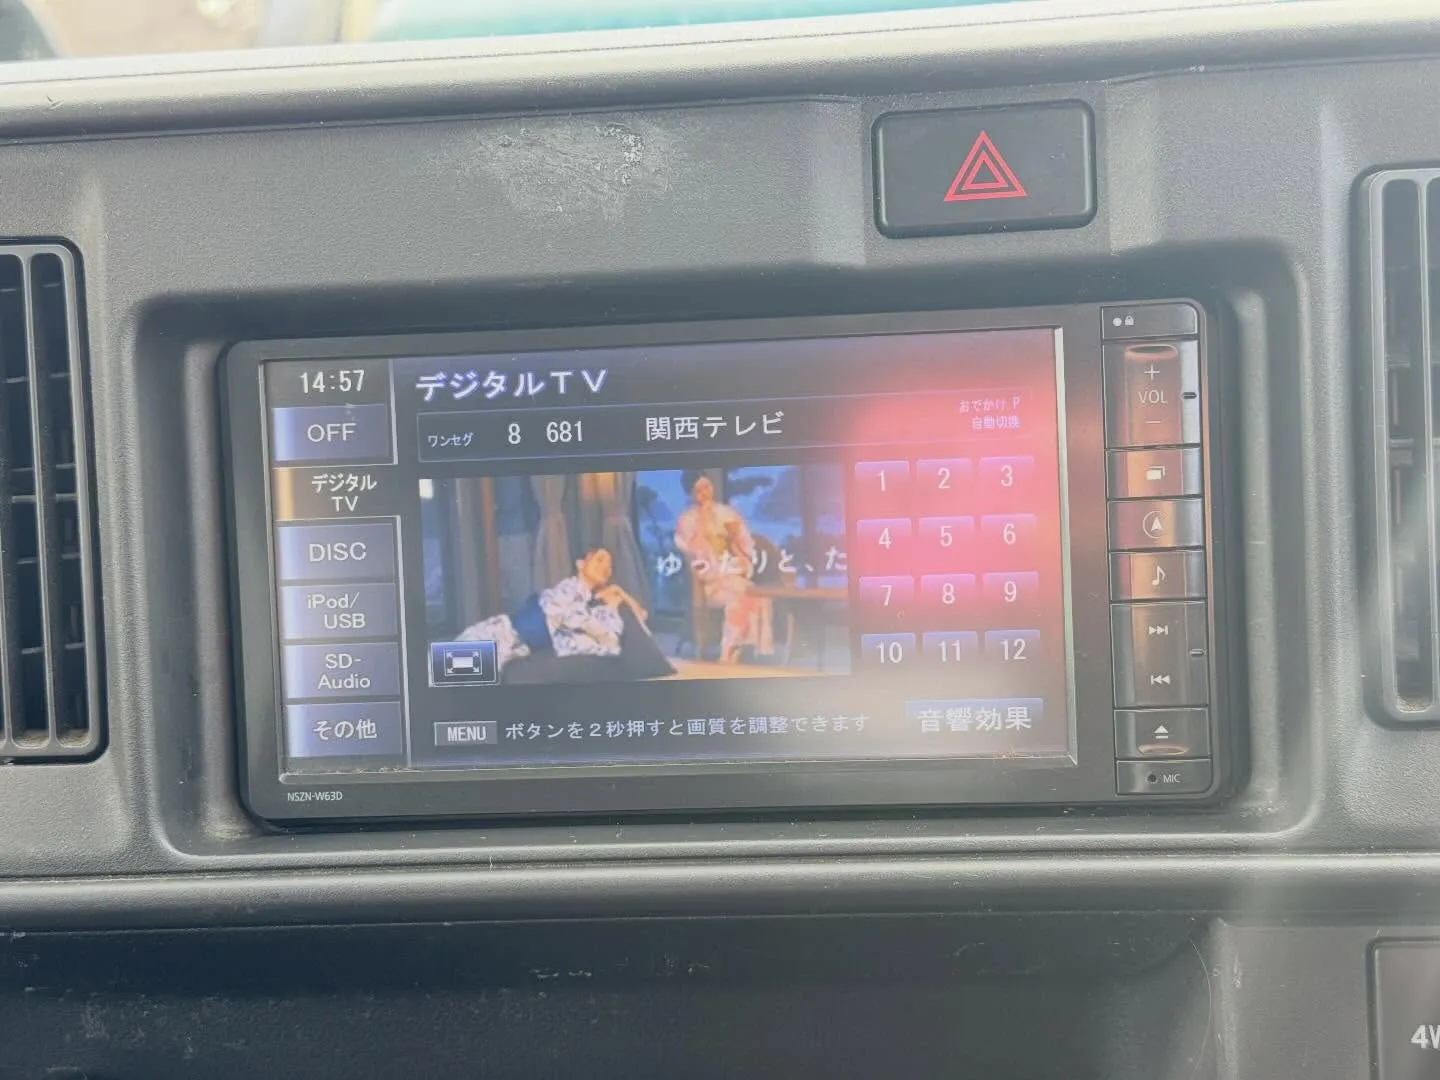 14:57
デジタルTV
OFF
ワンセグ 8 681 関西テレビ
おでかけ P
自動切換
デジタル
TV
1 2 3
DISC
4 5 6
ゆったりと、た
iPod/
USB
7 8 9
SD-
Audio
10 11 12
その他
MENU ボタンを2秒押すと画質を調整できます
音響効果
NSZN-W63D
+
VOL
−
MIC
4W